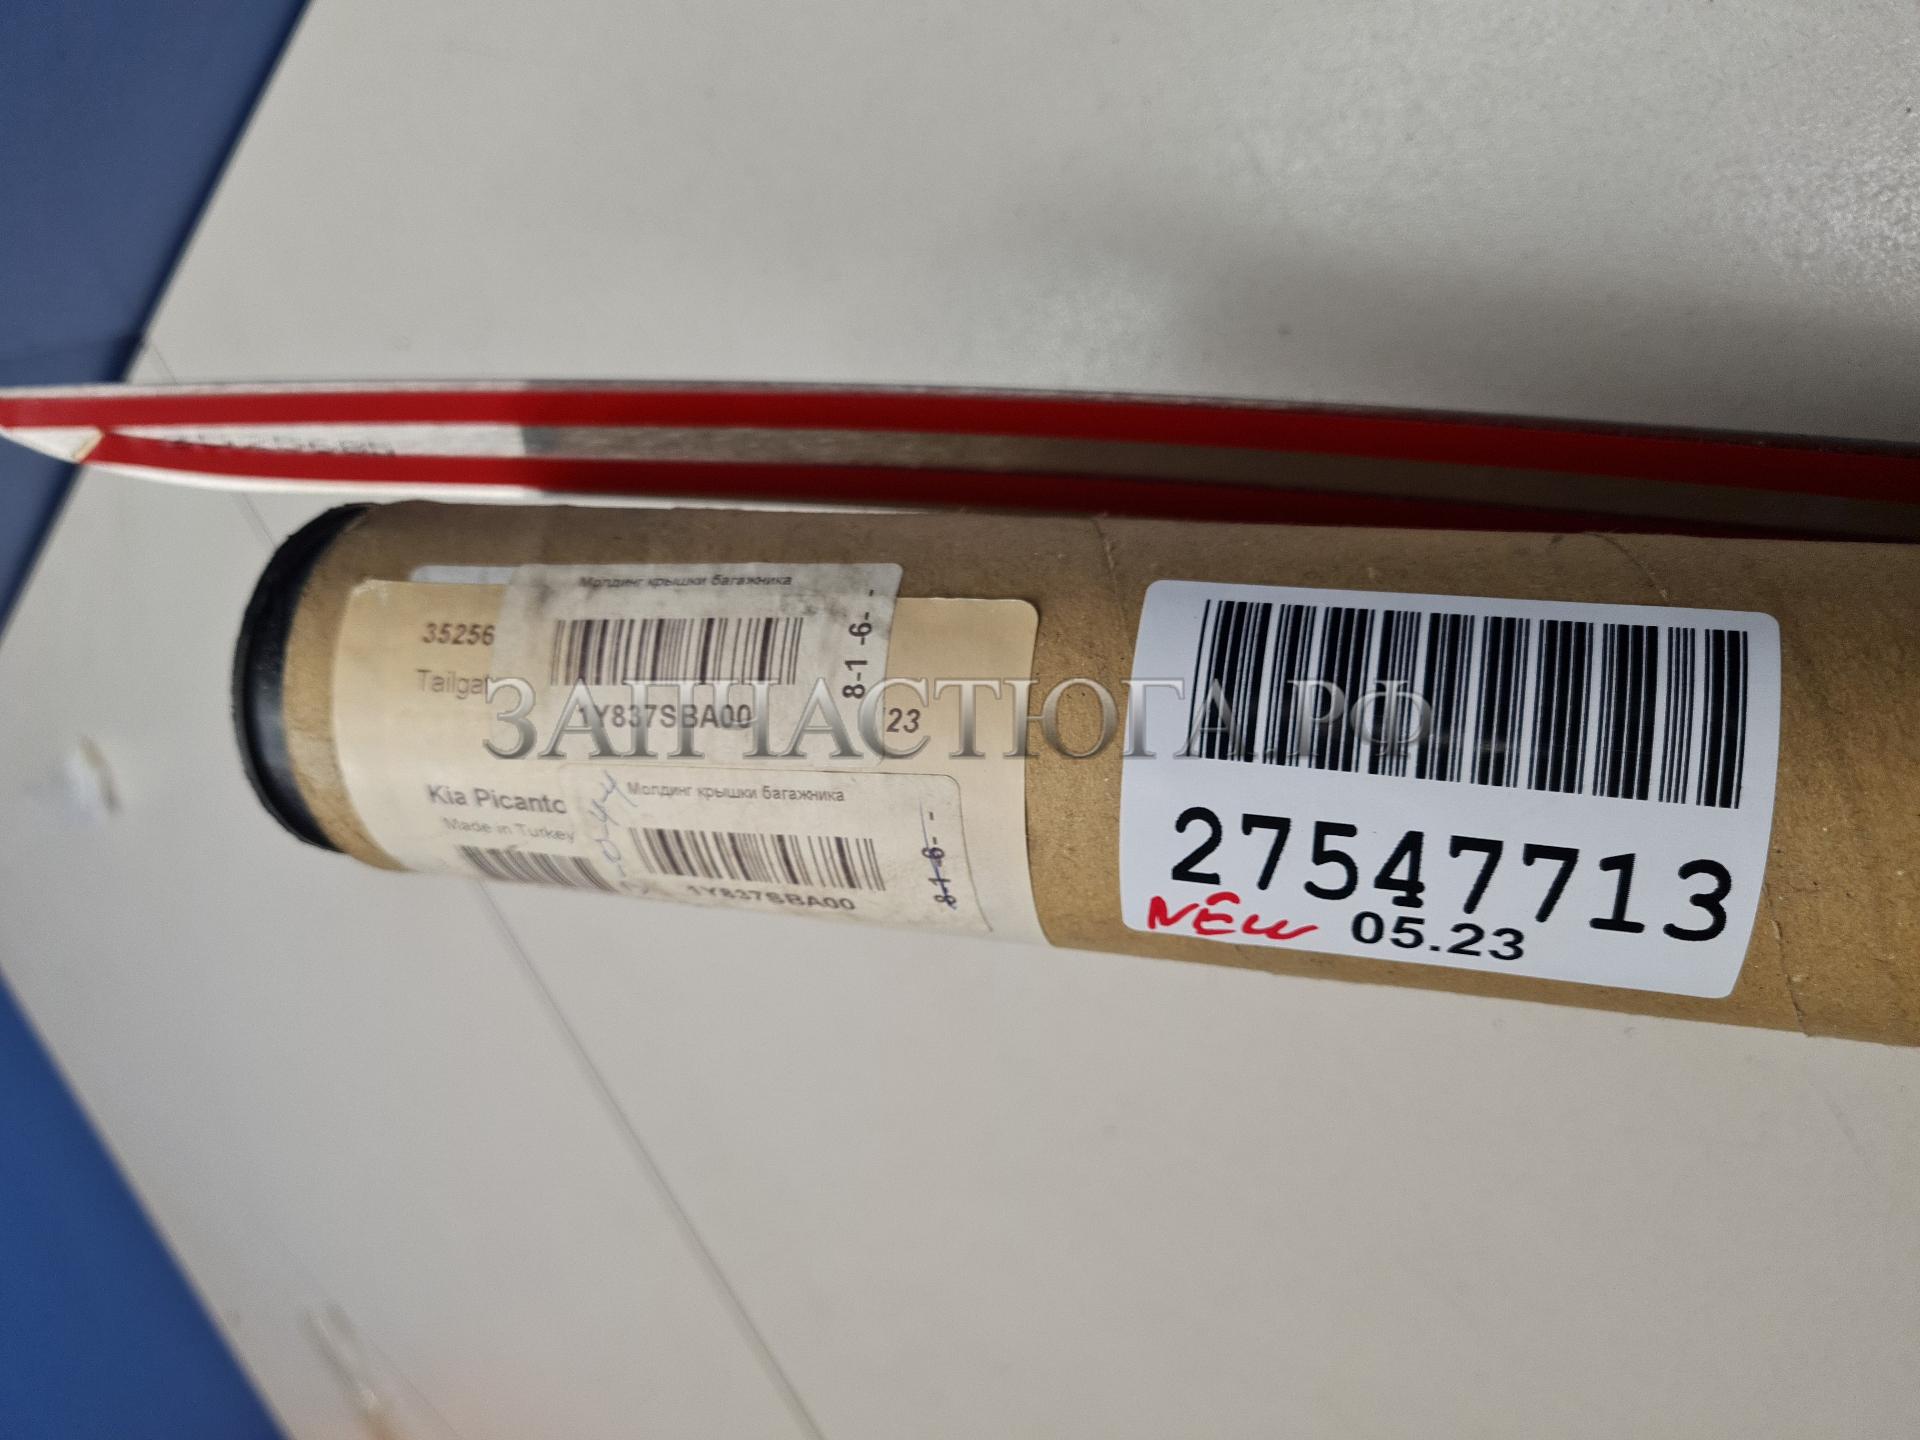 Молдинг крышки багажника
35256
8-1 -6- -
1Y837SBA00
23
ЗАПЧАСТЮГА.РФ
Kia Picanto
Made in Turkey
Молдинг крышки багажника
8-1-6- -
1Y837SBA00
27547713
NEW 05.23